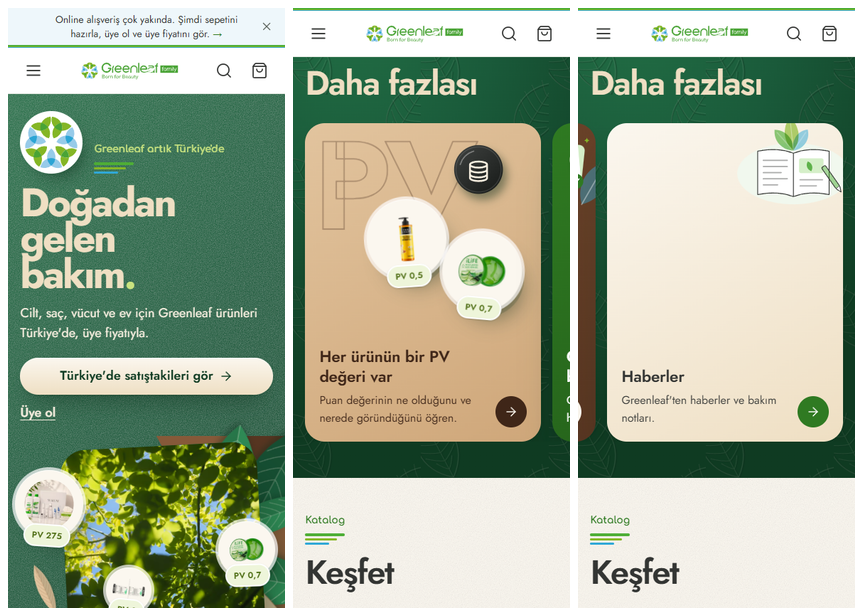 Online alışveriş çok yakında. Şimdi sepetini
hazırla, üye ol ve üye fiyatını gör. →
Greenleaf family
Born for Beauty
Greenleaf artık Türkiye'de
Doğadan
gelen
bakım.
Cilt, saç, vücut ve ev için Greenleaf ürünleri
Türkiye'de, üye fiyatıyla.
Türkiye'de satıştakileri gör →
Üye ol
PV 275
PV 0,7
Greenleaf family
Born for Beauty
Daha fazlası
PV
PV 0,5
PV 0,7
Her ürünün bir PV
değeri var
Puan değerinin ne olduğunu ve
nerede göründüğünü öğren.
Katalog
Keşfet
Greenleaf family
Born for Beauty
Daha fazlası
Haberler
Greenleaf'ten haberler ve bakım
notları.
Katalog
Keşfet